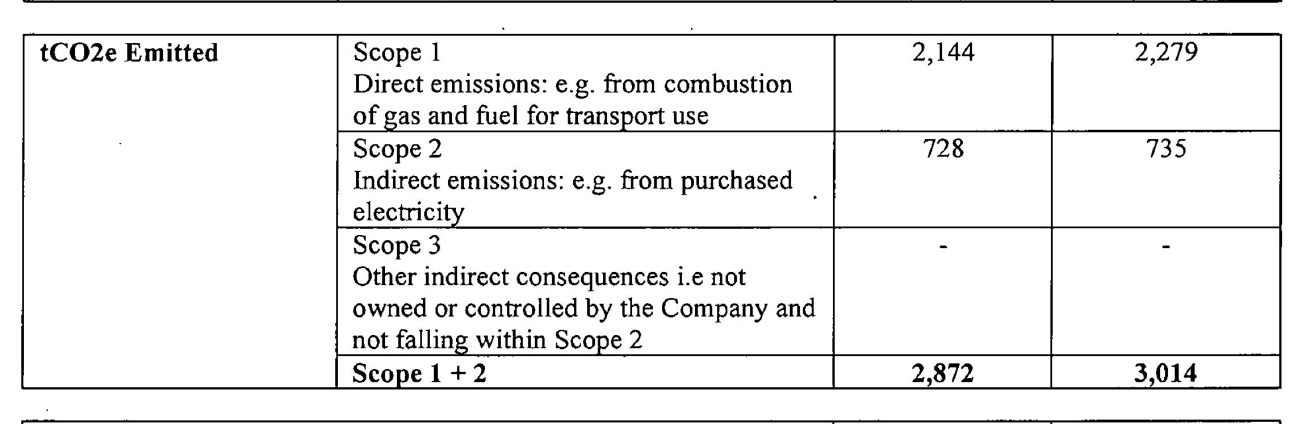 tCO2e Emitted Scope 1 2,144 2,279
Direct emissions: e.g. from combustion
of gas and fuel for transport use
Scope 2 728 735
Indirect emissions: e.g. from purchased
electricity
Scope 3 - -
Other indirect consequences i.e not
owned or controlled by the Company and
not falling within Scope 2
Scope 1 + 2 2,872 3,014